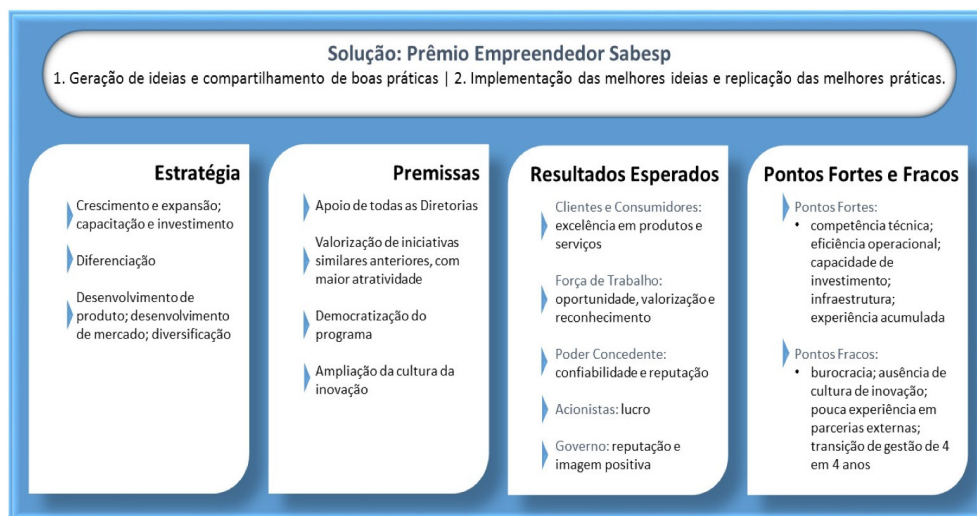 Solução: Prêmio Empreendedor Sabesp
1. Geração de ideias e compartilhamento de boas práticas | 2. Implementação das melhores ideias e replicação das melhores práticas.
Estratégia
Crescimento e expansão;
capacitação e investimento
Diferenciação
Desenvolvimento de
produto; desenvolvimento
de mercado; diversificação
Premissas
Apoio de todas as Diretorias
Valorização de iniciativas
similares anteriores, com
maior atratividade
Democratização do
programa
Ampliação da cultura da
inovação
Resultados Esperados
Clientes e Consumidores:
excelência em produtos e
serviços
Força de Trabalho:
oportunidade, valorização e
reconhecimento
Poder Concedente:
confiabilidade e reputação
Acionistas: lucro
Governo: reputação e
imagem positiva
Pontos Fortes e Fracos
Pontos Fortes:
• competência técnica;
eficiência operacional;
capacidade de
investimento;
infraestrutura;
experiência acumulada
Pontos Fracos:
• burocracia; ausência de
cultura de inovação;
pouca experiência em
parcerias externas;
transição de gestão de 4
em 4 anos